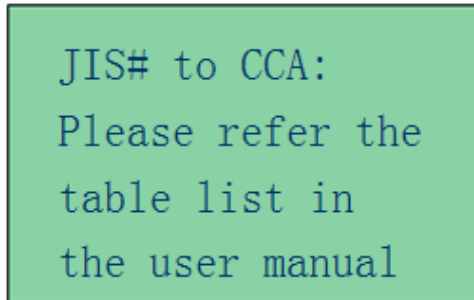 JIS# to CCA:
Please refer the
table list in
the user manual